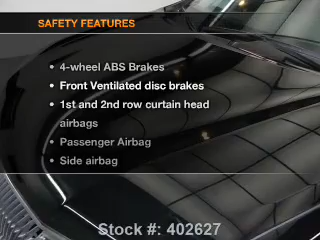 SAFETY FEATURES
• 4-wheel ABS Brakes
• Front Ventilated disc brakes
• 1st and 2nd row curtain head
airbags
• Passenger Airbag
• Side airbag
Stock #: 402627